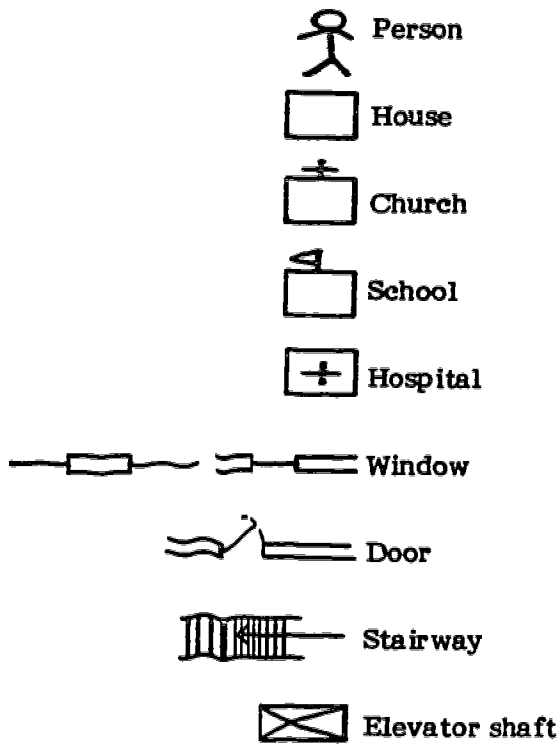 Person
House
Church
School
Hospital
Window
Door
Stairway
Elevator shaft